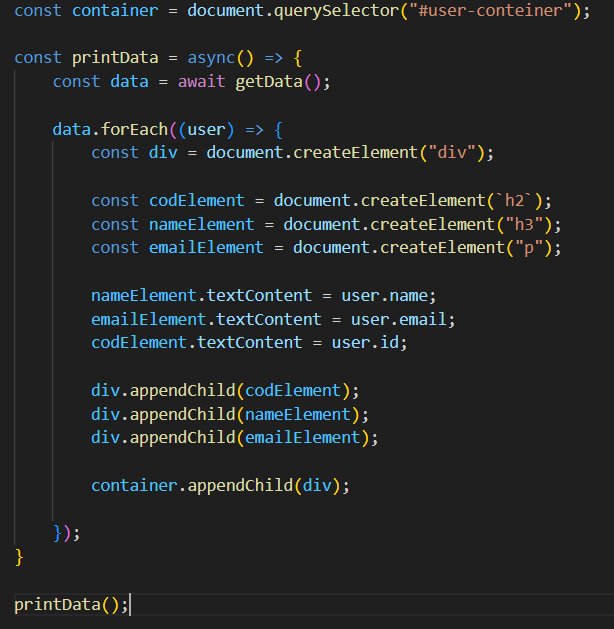 const container = document.querySelector("#user-conteiner");
const printData = async() => {
const data = await getData();
data.forEach((user) => {
const div = document.createElement("div");
const codElement = document.createElement(`h2`);
const nameElement = document.createElement("h3");
const emailElement = document.createElement("p");
nameElement.textContent = user.name;
emailElement.textContent = user.email;
codElement.textContent = user.id;
div.appendChild(codElement);
div.appendChild(nameElement);
div.appendChild(emailElement);
container.appendChild(div);
});
}
printData();